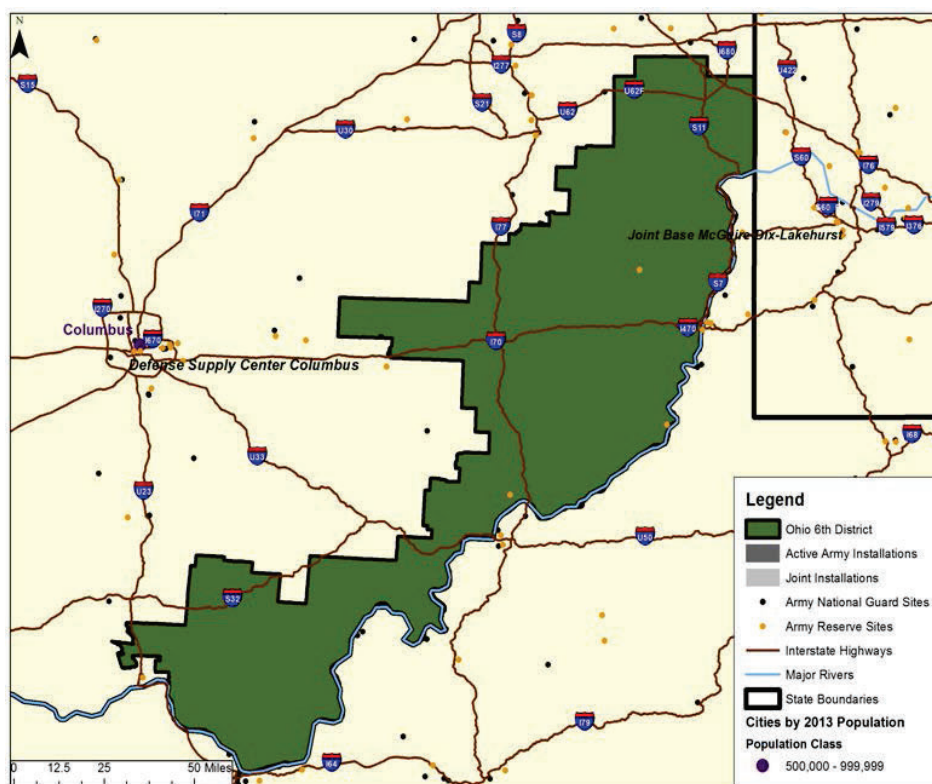 N
S8
I680
I277
U422
S15
S21
U62
U62F
U30
S11
S60
I76
I71
I279
I77
I579
I376
Joint Base McGuire-Dix-Lakehurst
S7
I270
Columbus
I670
I70
I470
Defense Supply Center Columbus
I68
U33
U23
U50
S32
I79
I64
0 12.5 25 50 Miles
Legend
Ohio 6th District
Active Army Installations
Joint Installations
Army National Guard Sites
Army Reserve Sites
Interstate Highways
Major Rivers
State Boundaries
Cities by 2013 Population
Population Class
500,000 - 999,999